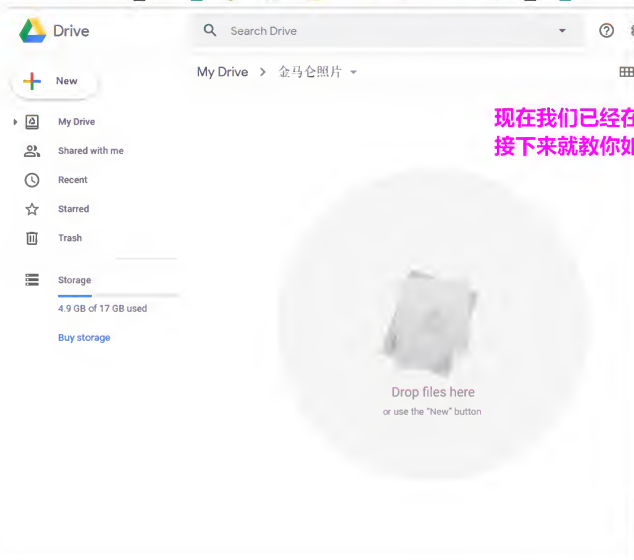 Drive
Search Drive
New
My Drive > 金马仑照片
现在我们已经在
接下来就教你如
My Drive
Shared with me
Recent
Starred
Trash
Storage
4.9 GB of 17 GB used
Buy storage
Drop files here
or use the "New" button